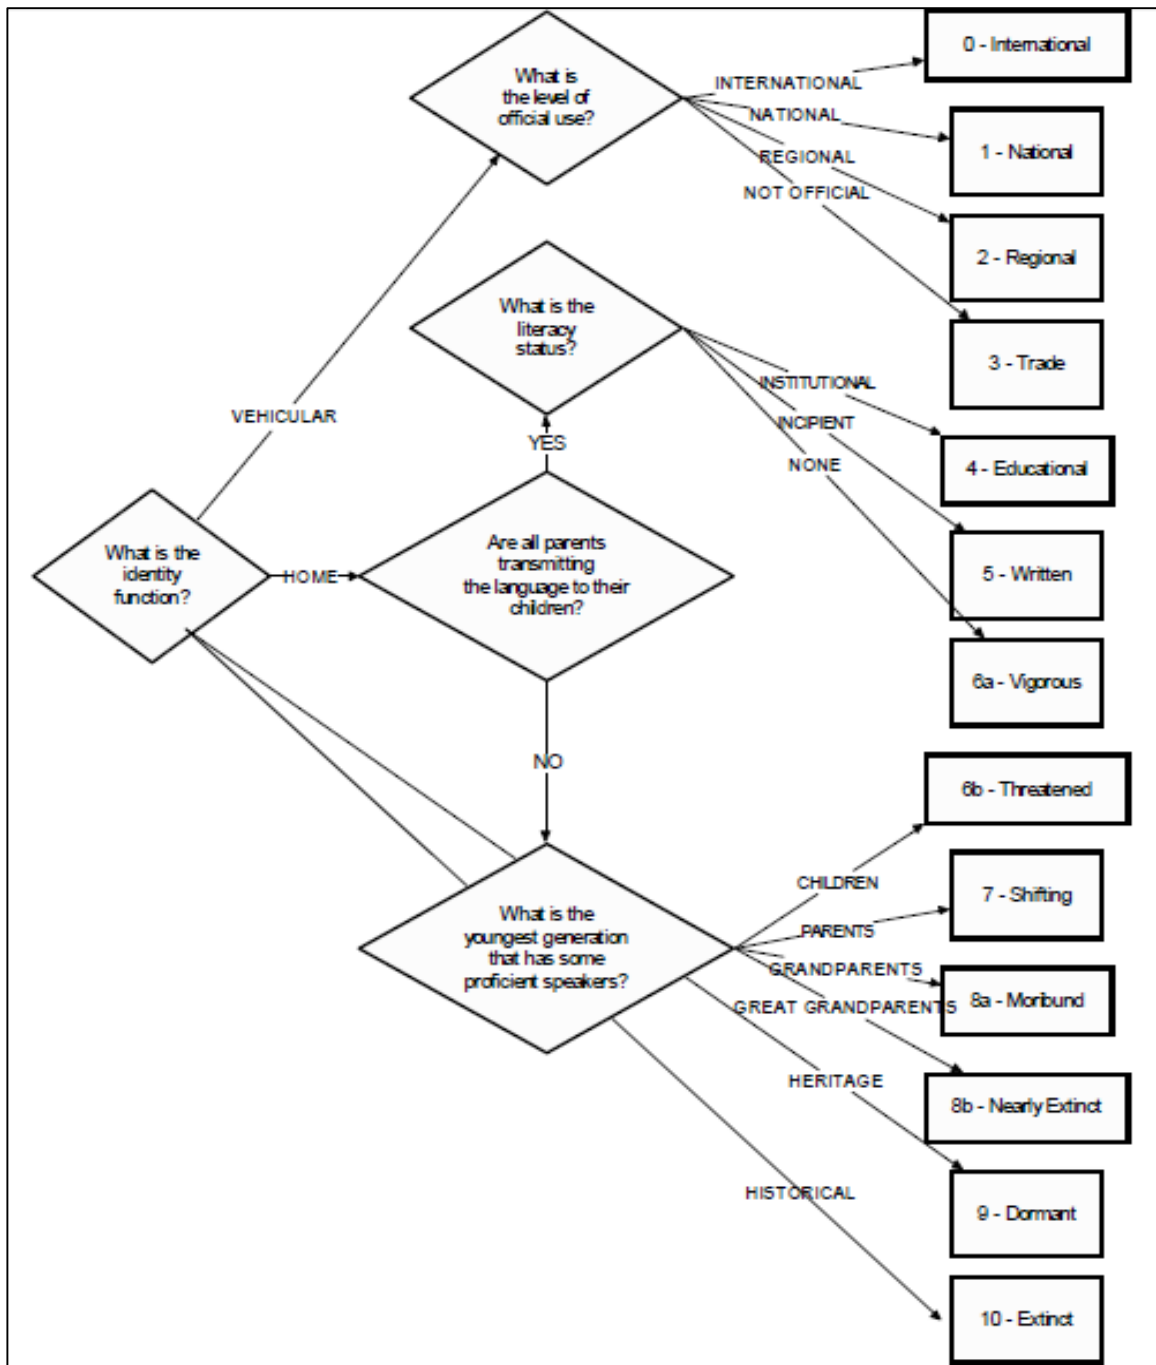 What is
the level of
official use?
INTERNATIONAL
NATIONAL
REGIONAL
NOT OFFICIAL
0 - International
1 - National
2 - Regional
3 - Trade
What is the
literacy
status?
INSTITUTIONAL
INCIPIENT
NONE
4 - Educational
5 - Written
6a - Vigorous
VEHICULAR
YES
What is the
identity
function?
HOME
Are all parents
transmitting
the language to their
children?
NO
What is the
youngest generation
that has some
proficient speakers?
CHILDREN
PARENTS
GRANDPARENTS
GREAT GRANDPARENTS
HERITAGE
HISTORICAL
6b - Threatened
7 - Shifting
8a - Moribund
8b - Nearly Extinct
9 - Dormant
10 - Extinct